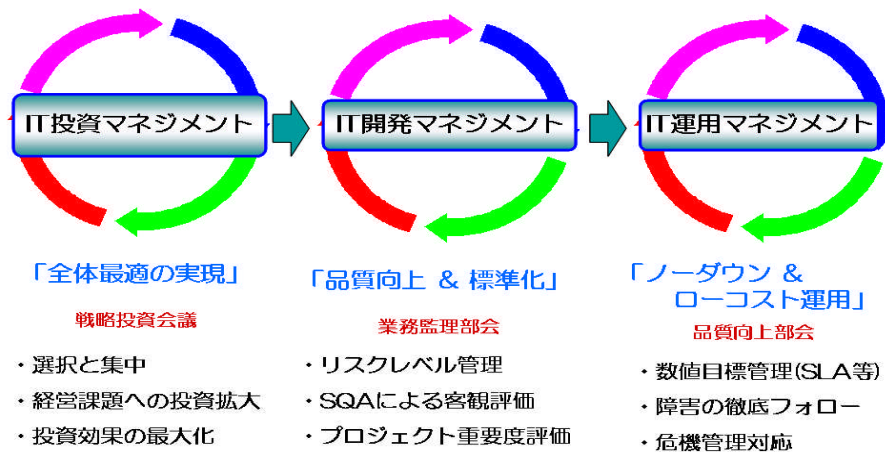 IT投資マネジメント
IT開発マネジメント
IT運用マネジメント
「全体最適の実現」
戦略投資会議
・選択と集中
・経営課題への投資拡大
・投資効果の最大化
「品質向上 & 標準化」
業務監理部会
・リスクレベル管理
・SQAによる客観評価
・プロジェクト重要度評価
「ノーダウン &
ローコスト運用」
品質向上部会
・数値目標管理(SLA等)
・障害の徹底フォロー
・危機管理対応